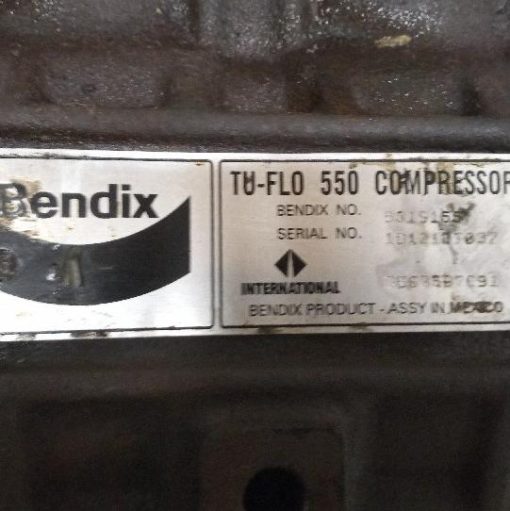 Bendix
TU-FLO 550 COMPRESSOR
BENDIX NO.
SERIAL NO.
INTERNATIONAL
BENDIX PRODUCT - ASSY IN MEXICO